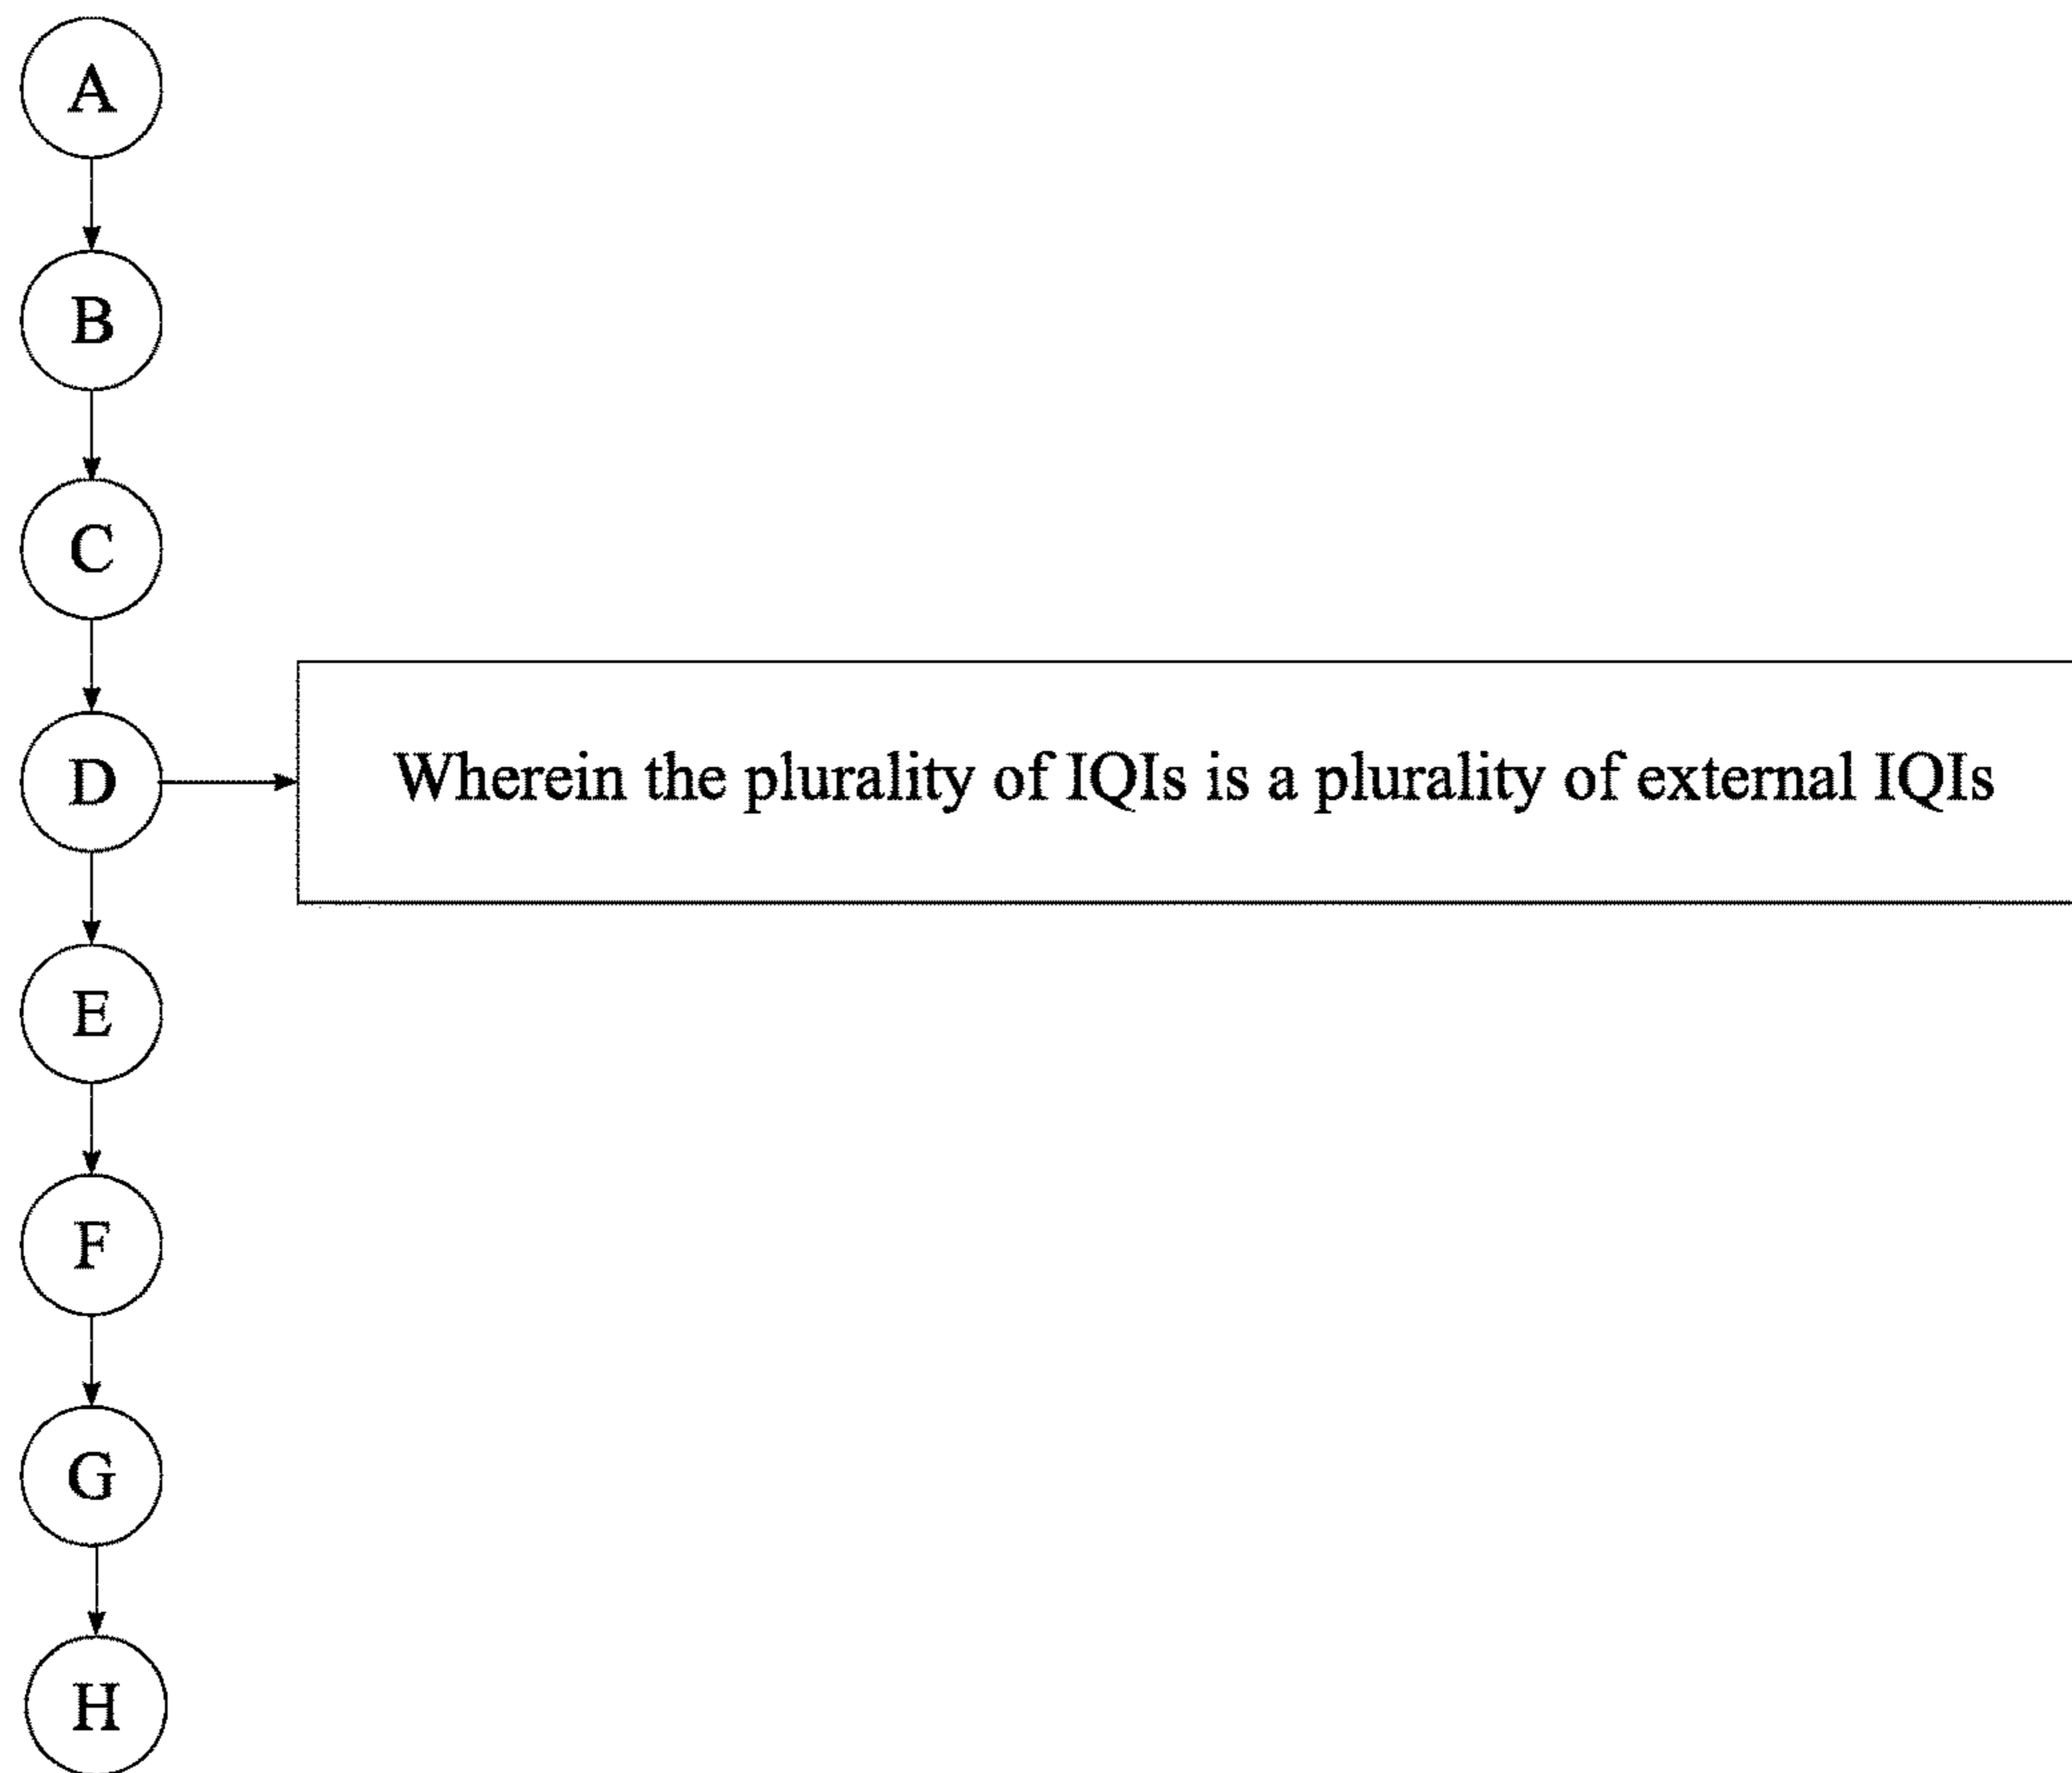 A
B
C
D
Wherein the plurality of IQIs is a plurality of external IQIs
E
F
G
H